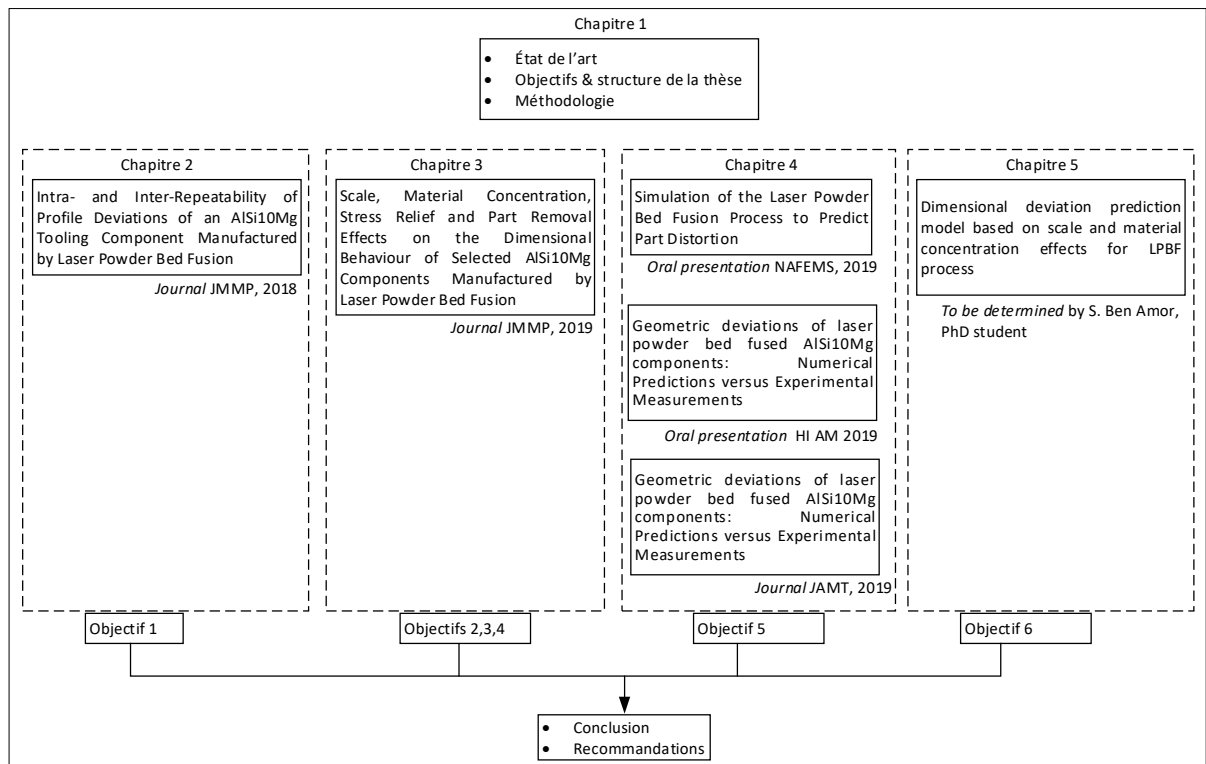 Chapitre 1
• État de l’art
• Objectifs & structure de la thèse
• Méthodologie
Chapitre 2
Intra- and Inter-Repeatability of
Profile Deviations of an AlSi10Mg
Tooling Component Manufactured
by Laser Powder Bed Fusion
Journal JMMP, 2018
Chapitre 3
Scale, Material Concentration,
Stress Relief and Part Removal
Effects on the Dimensional
Behaviour of Selected AlSi10Mg
Components Manufactured by
Laser Powder Bed Fusion
Journal JMMP, 2019
Chapitre 4
Simulation of the Laser Powder
Bed Fusion Process to Predict
Part Distortion
Oral presentation NAFEMS, 2019
Geometric deviations of laser
powder bed fused AlSi10Mg
components: Numerical
Predictions versus Experimental
Measurements
Oral presentation HI AM 2019
Geometric deviations of laser
powder bed fused AlSi10Mg
components: Numerical
Predictions versus Experimental
Measurements
Journal JAMT, 2019
Chapitre 5
Dimensional deviation prediction
model based on scale and material
concentration effects for LPBF
process
To be determined by S. Ben Amor,
PhD student
Objectif 1
Objectifs 2,3,4
Objectif 5
Objectif 6
• Conclusion
• Recommandations